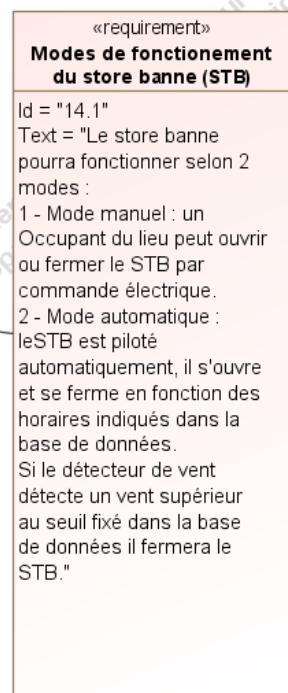 «requirement»
Modes de fonctionement
du store banne (STB)
Id = "14.1"
Text = "Le store banne
pourra fonctionner selon 2
modes :
1 - Mode manuel : un
Occupant du lieu peut ouvrir
ou fermer le STB par
commande électrique.
2 - Mode automatique :
leSTB est piloté
automatiquement, il s'ouvre
et se ferme en fonction des
horaires indiqués dans la
base de données.
Si le détecteur de vent
détecte un vent supérieur
au seuil fixé dans la base
de données il fermera le
STB."